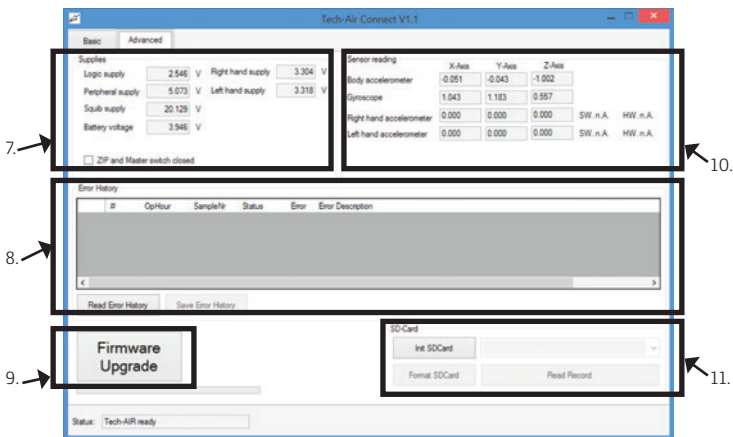 Tech-Air Connect V1.1
Basic Advanced
Supplies
Logic supply 2.546 V Right hand supply 3.304 V
Peripheral supply 5.073 V Left hand supply 3.318 V
Squib supply 20.129 V
Battery voltage 3.946 V
ZIP and Master switch closed
7.
Sensor reading
X-Axis Y-Axis Z-Axis
Body accelerometer -0.051 -0.043 -1.002
Gyroscope 1.043 1.183 0.557
Right hand accelerometer 0.000 0.000 0.000 SW. n.A. HW. n.A.
Left hand accelerometer 0.000 0.000 0.000 SW. n.A. HW. n.A.
10.
Error History
# OpHour SampleNr Status Error Error Description
8.
Read Error History Save Error History
Firmware
Upgrade
9.
SD-Card
Init SDCard
Format SDCard Read Record
11.
Status: Tech-AIR ready